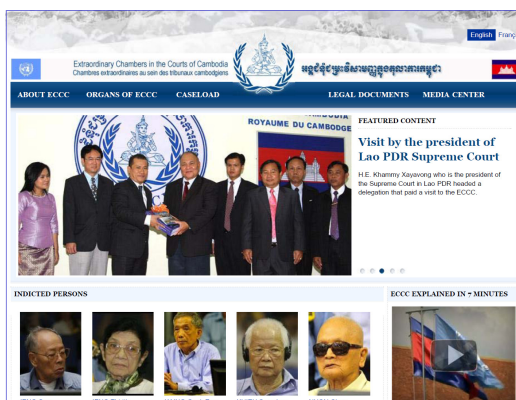 English Franç
Extraordinary Chambers in the Courts of Cambodia
Chambres extraordinaires au sein des tribunaux cambodgiens
អង្គជំនុំជម្រះវិសាមញ្ញក្នុងតុលាការកម្ពុជា
ABOUT ECCC ORGANS OF ECCC CASELOAD LEGAL DOCUMENTS MEDIA CENTER
ROYAUME DU CAMBODGE
FEATURED CONTENT
Visit by the president of
Lao PDR Supreme Court
H.E. Khammy Xayavong who is the president of
the Supreme Court in Lao PDR headed a
delegation that paid a visit to the ECCC.
INDICTED PERSONS
ECCC EXPLAINED IN 7 MINUTES